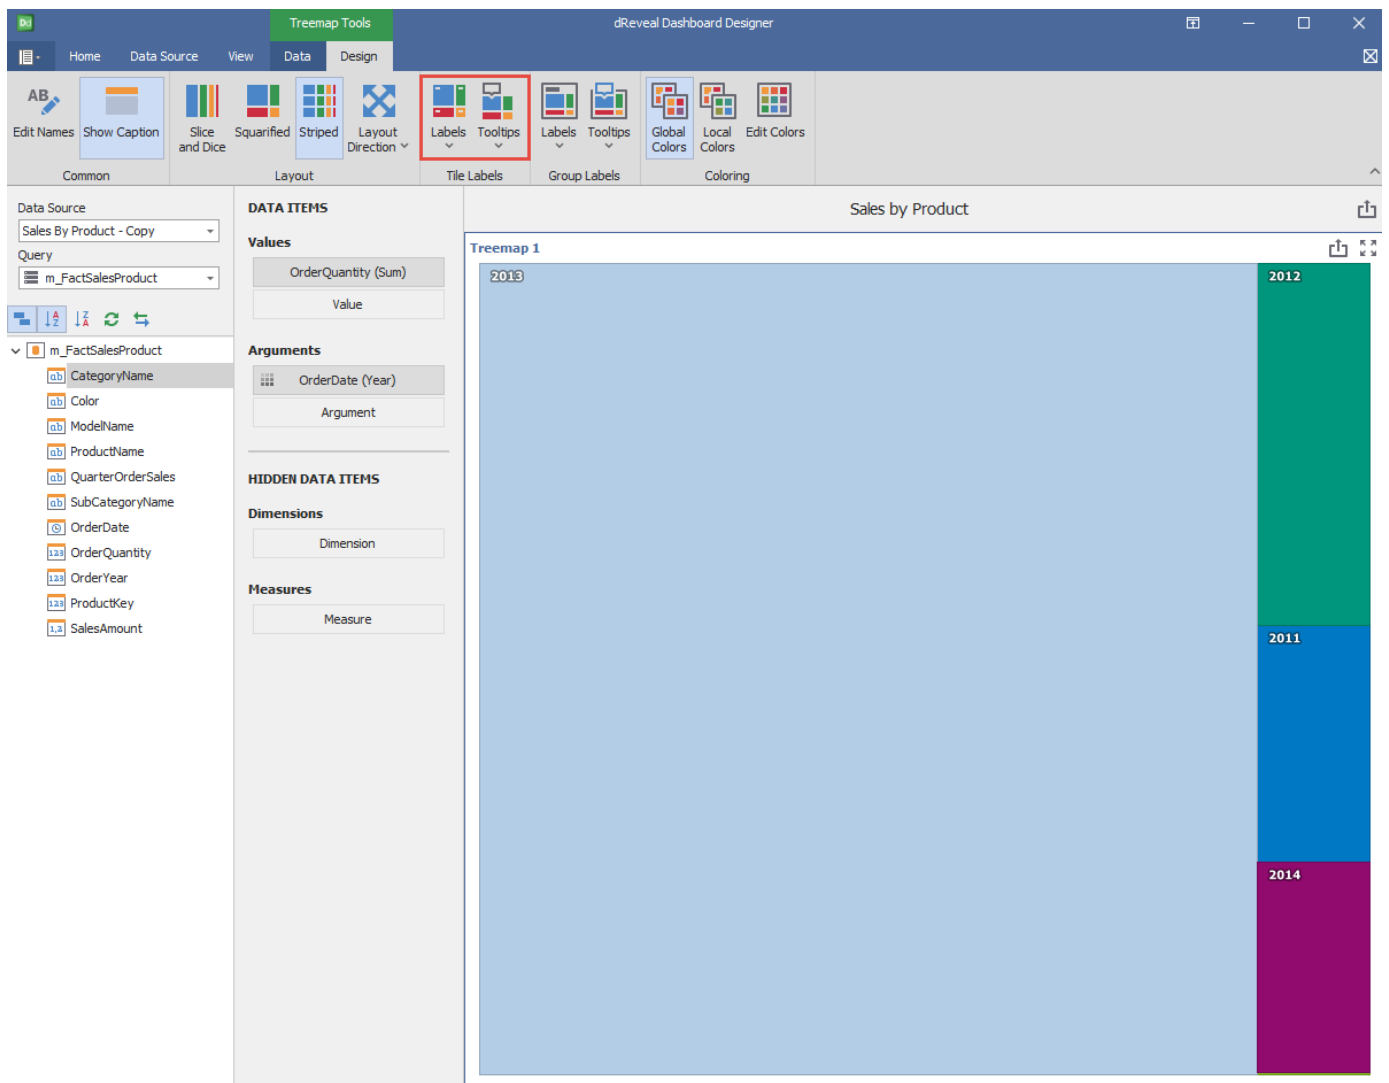 Treemap Tools
dReveal Dashboard Designer
Home
Data Source
View
Data
Design
Edit Names
Show Caption
Slice
and Dice
Squarified
Striped
Layout
Direction
Labels
Tooltips
Labels
Tooltips
Global
Colors
Local
Colors
Edit Colors
Common
Layout
Tile Labels
Group Labels
Coloring
Data Source
Sales By Product - Copy
Query
m_FactSalesProduct
m_FactSalesProduct
CategoryName
Color
ModelName
ProductName
QuarterOrderSales
SubCategoryName
OrderDate
OrderQuantity
OrderYear
ProductKey
SalesAmount
DATA ITEMS
Values
OrderQuantity (Sum)
Value
Arguments
OrderDate (Year)
Argument
HIDDEN DATA ITEMS
Dimensions
Dimension
Measures
Measure
Sales by Product
Treemap 1
2013
2012
2011
2014